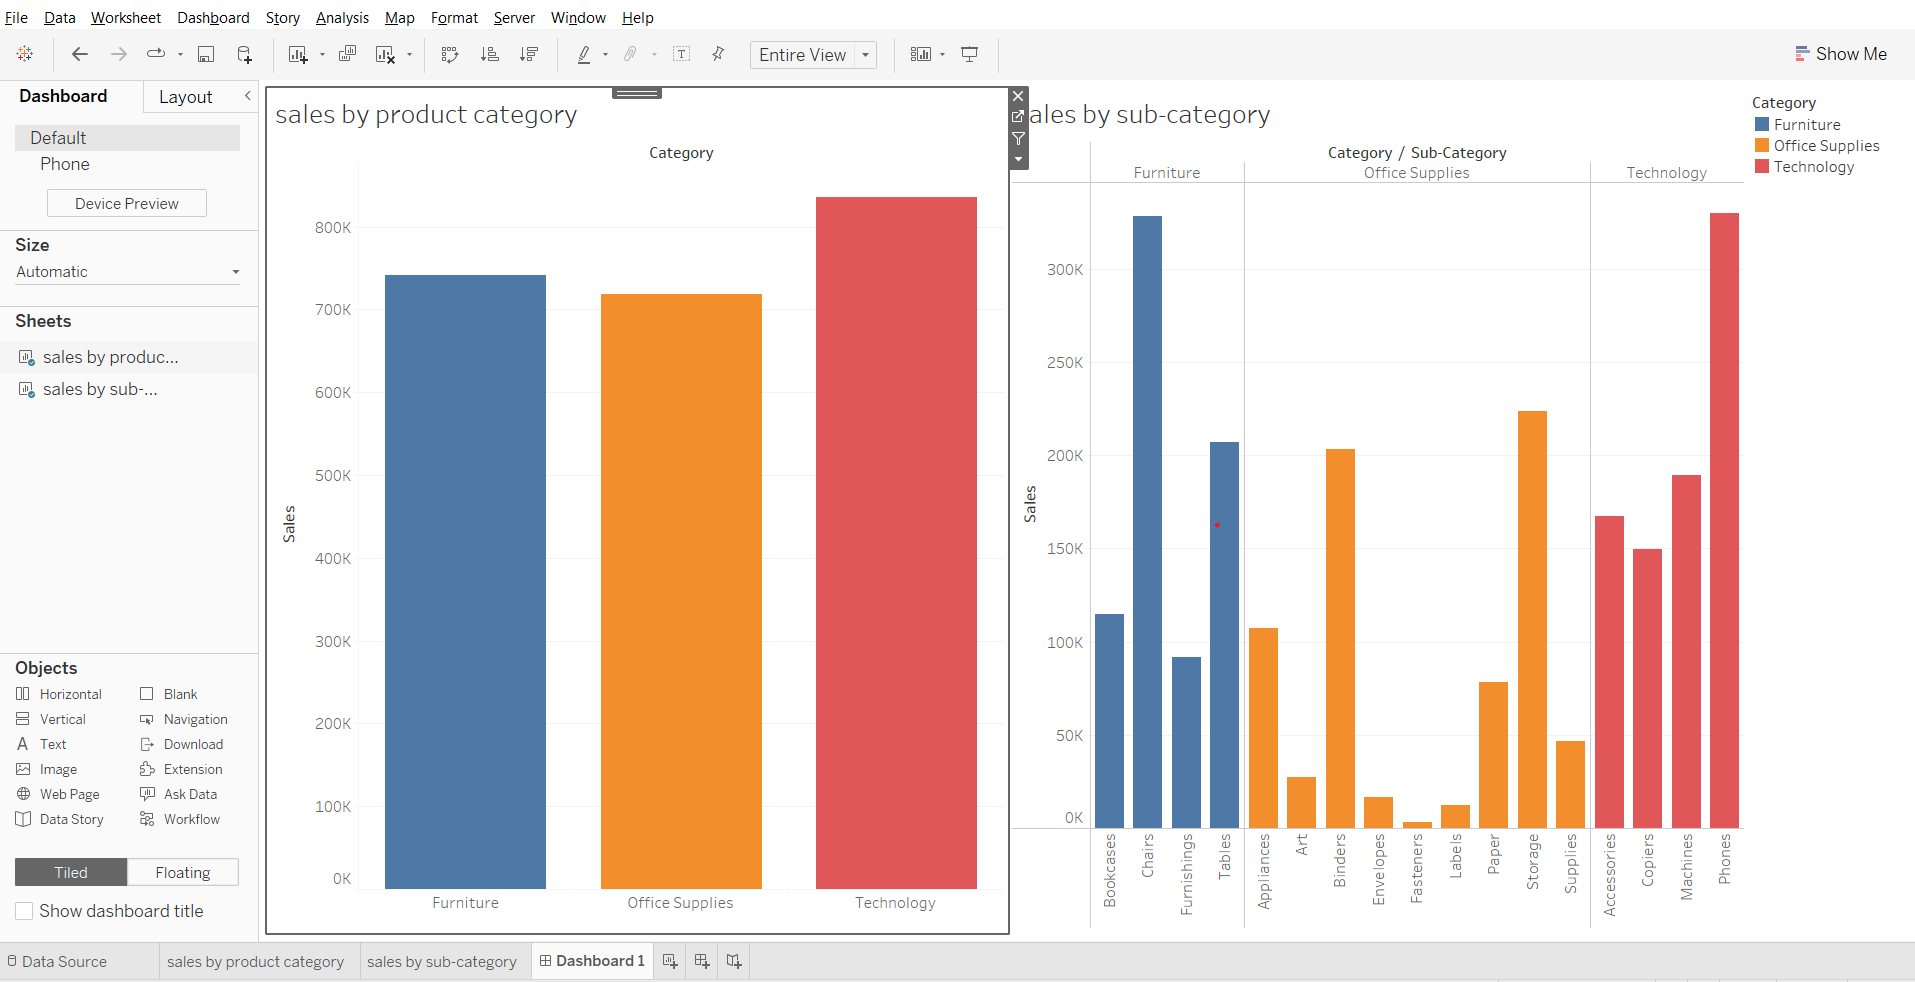 File Data Worksheet Dashboard Story Analysis Map Format Server Window Help
Entire View
Show Me
Dashboard
Layout
Default
Phone
Device Preview
Size
Automatic
Sheets
sales by produc...
sales by sub-...
Objects
Horizontal Blank
Vertical Navigation
Text Download
Image Extension
Web Page Ask Data
Data Story Workflow
Tiled Floating
Show dashboard title
sales by product category
Category
Sales
800K
700K
600K
500K
400K
300K
200K
100K
0K
Furniture Office Supplies Technology
ales by sub-category
Category / Sub-Category
Furniture Office Supplies Technology
Sales
300K
250K
200K
150K
100K
50K
0K
Bookcases
Chairs
Furnishings
Tables
Appliances
Art
Binders
Envelopes
Fasteners
Labels
Paper
Storage
Supplies
Accessories
Copiers
Machines
Phones
Category
Furniture
Office Supplies
Technology
Data Source sales by product category sales by sub-category Dashboard 1